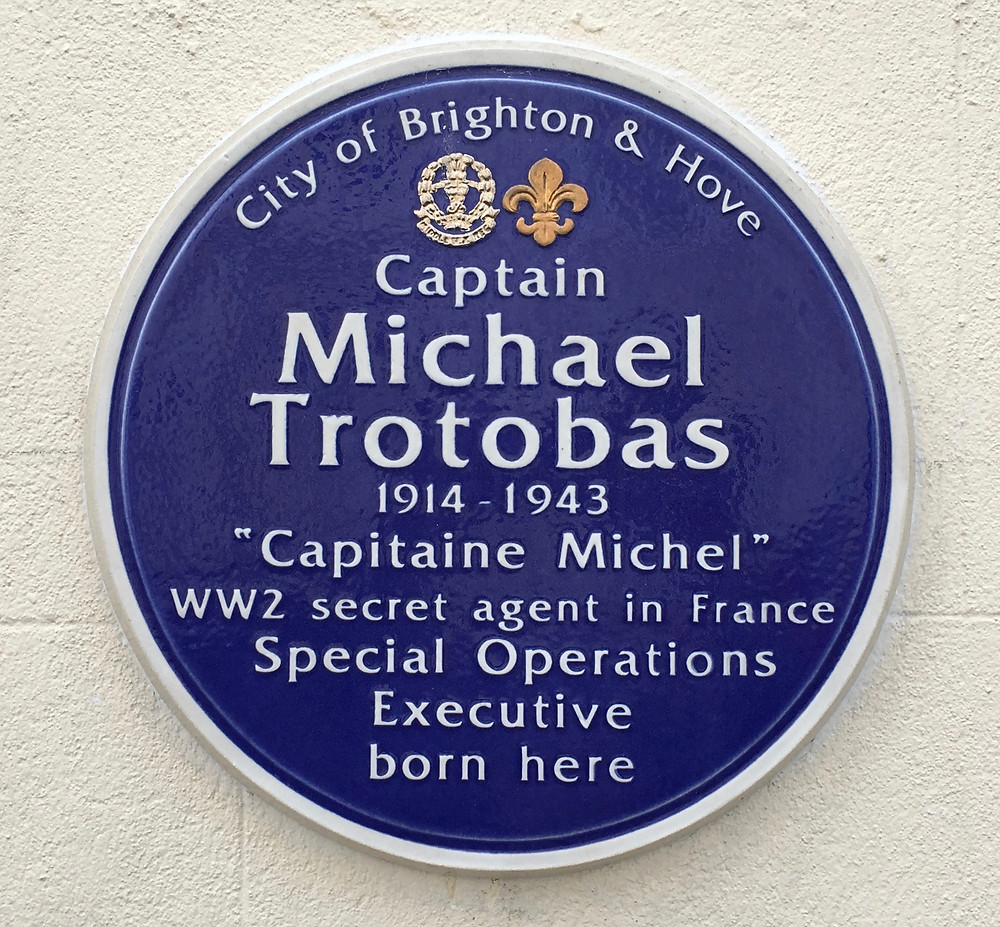 City of Brighton & Hove
Captain
Michael
Trotobas
1914 - 1943
"Capitaine Michel"
WW2 secret agent in France
Special Operations
Executive
born here